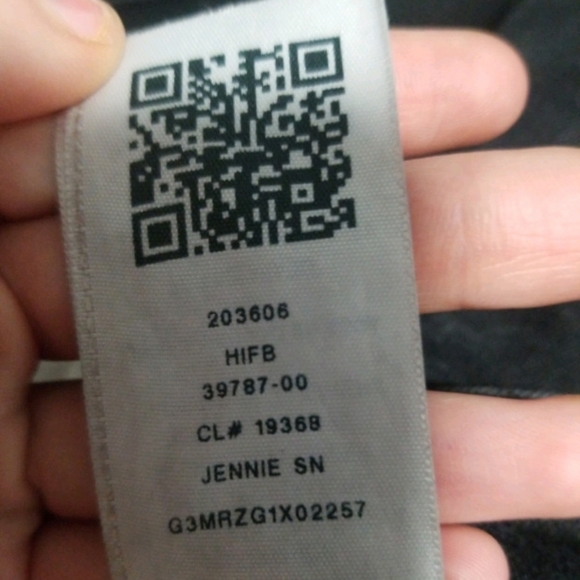 203606
HIFB
39787-00
CL# 19368
JENNIE SN
G3MRZG1X02257